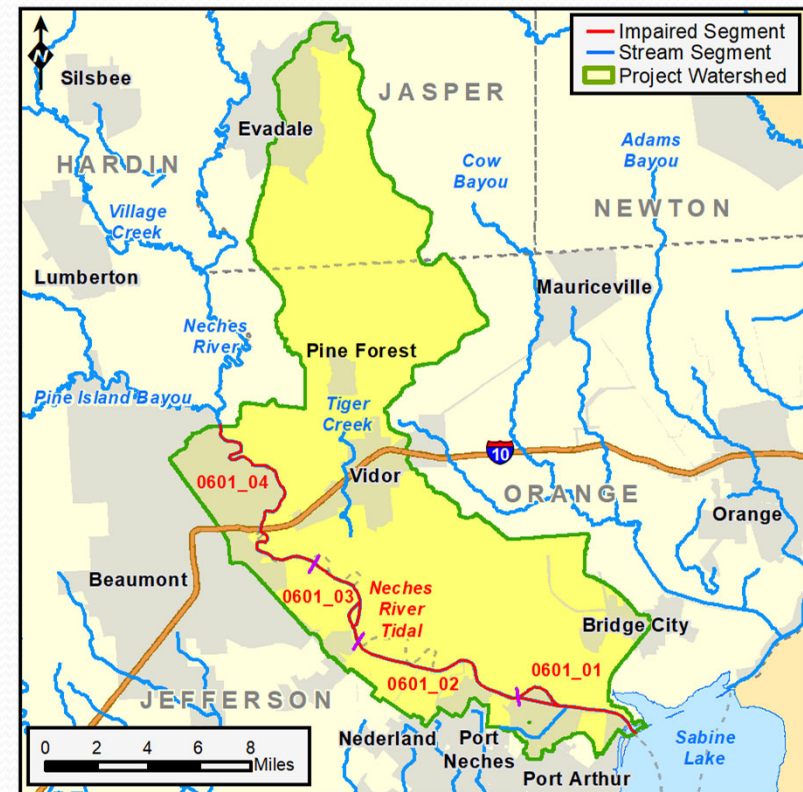 N
Impaired Segment
Stream Segment
Project Watershed
Silsbee
JASPER
Evadale
Adams
Bayou
Cow
Bayou
HARDIN
NEWTON
Village
Creek
Lumberton
Mauriceville
Neches
River
Pine Forest
Pine Island Bayou
Tiger
Creek
10
0601_04
Vidor
ORANGE
Orange
Beaumont
0601_03
Neches
River
Tidal
Bridge City
0601_01
0601_02
JEFFERSON
Nederland
Port
Neches
Sabine
Lake
Port Arthur
0 2 4 6 8
Miles